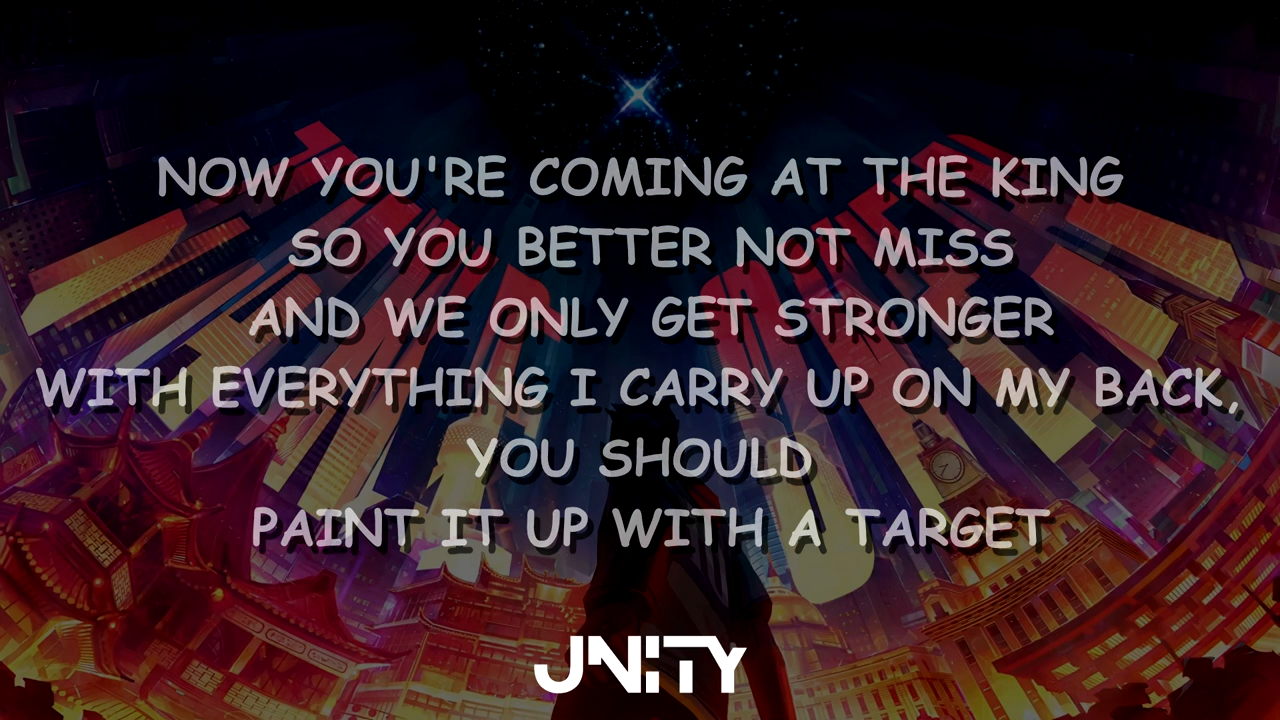 NOW YOU'RE COMING AT THE KING
SO YOU BETTER NOT MISS
AND WE ONLY GET STRONGER
WITH EVERYTHING I CARRY UP ON MY BACK,
YOU SHOULD
PAINT IT UP WITH A TARGET
JNITY